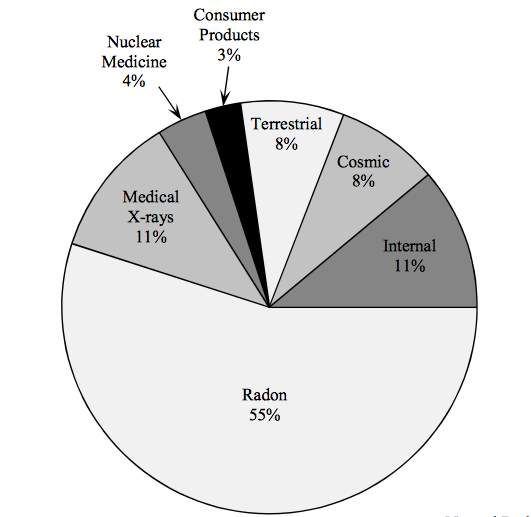 Consumer
Products
3%
Nuclear
Medicine
4%
Terrestrial
8%
Cosmic
8%
Medical
X-rays
11%
Internal
11%
Radon
55%